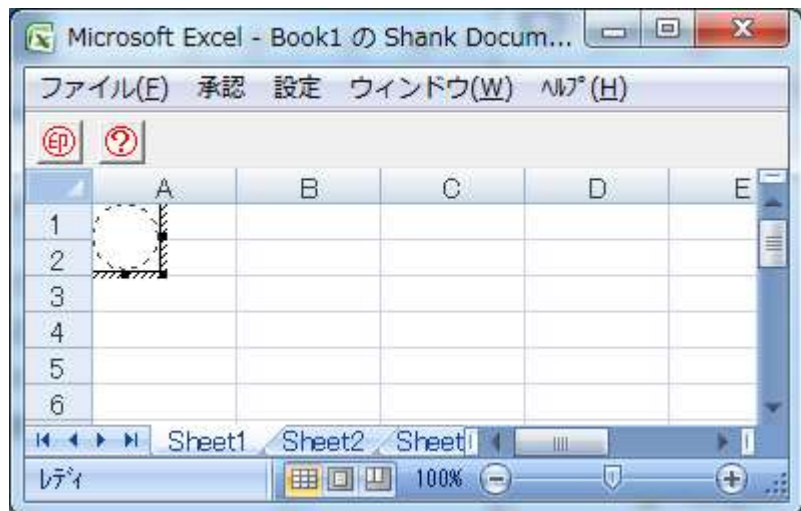 Microsoft Excel - Book1 の Shank Docum...
ファイル(F) 承認 設定 ウィンドウ(W) ﾍﾙﾌﾟ(H)
印 ?
A B C D E
1
2
3
4
5
6
Sheet1 Sheet2 Sheet
ﾚﾃﾞｨ 100%